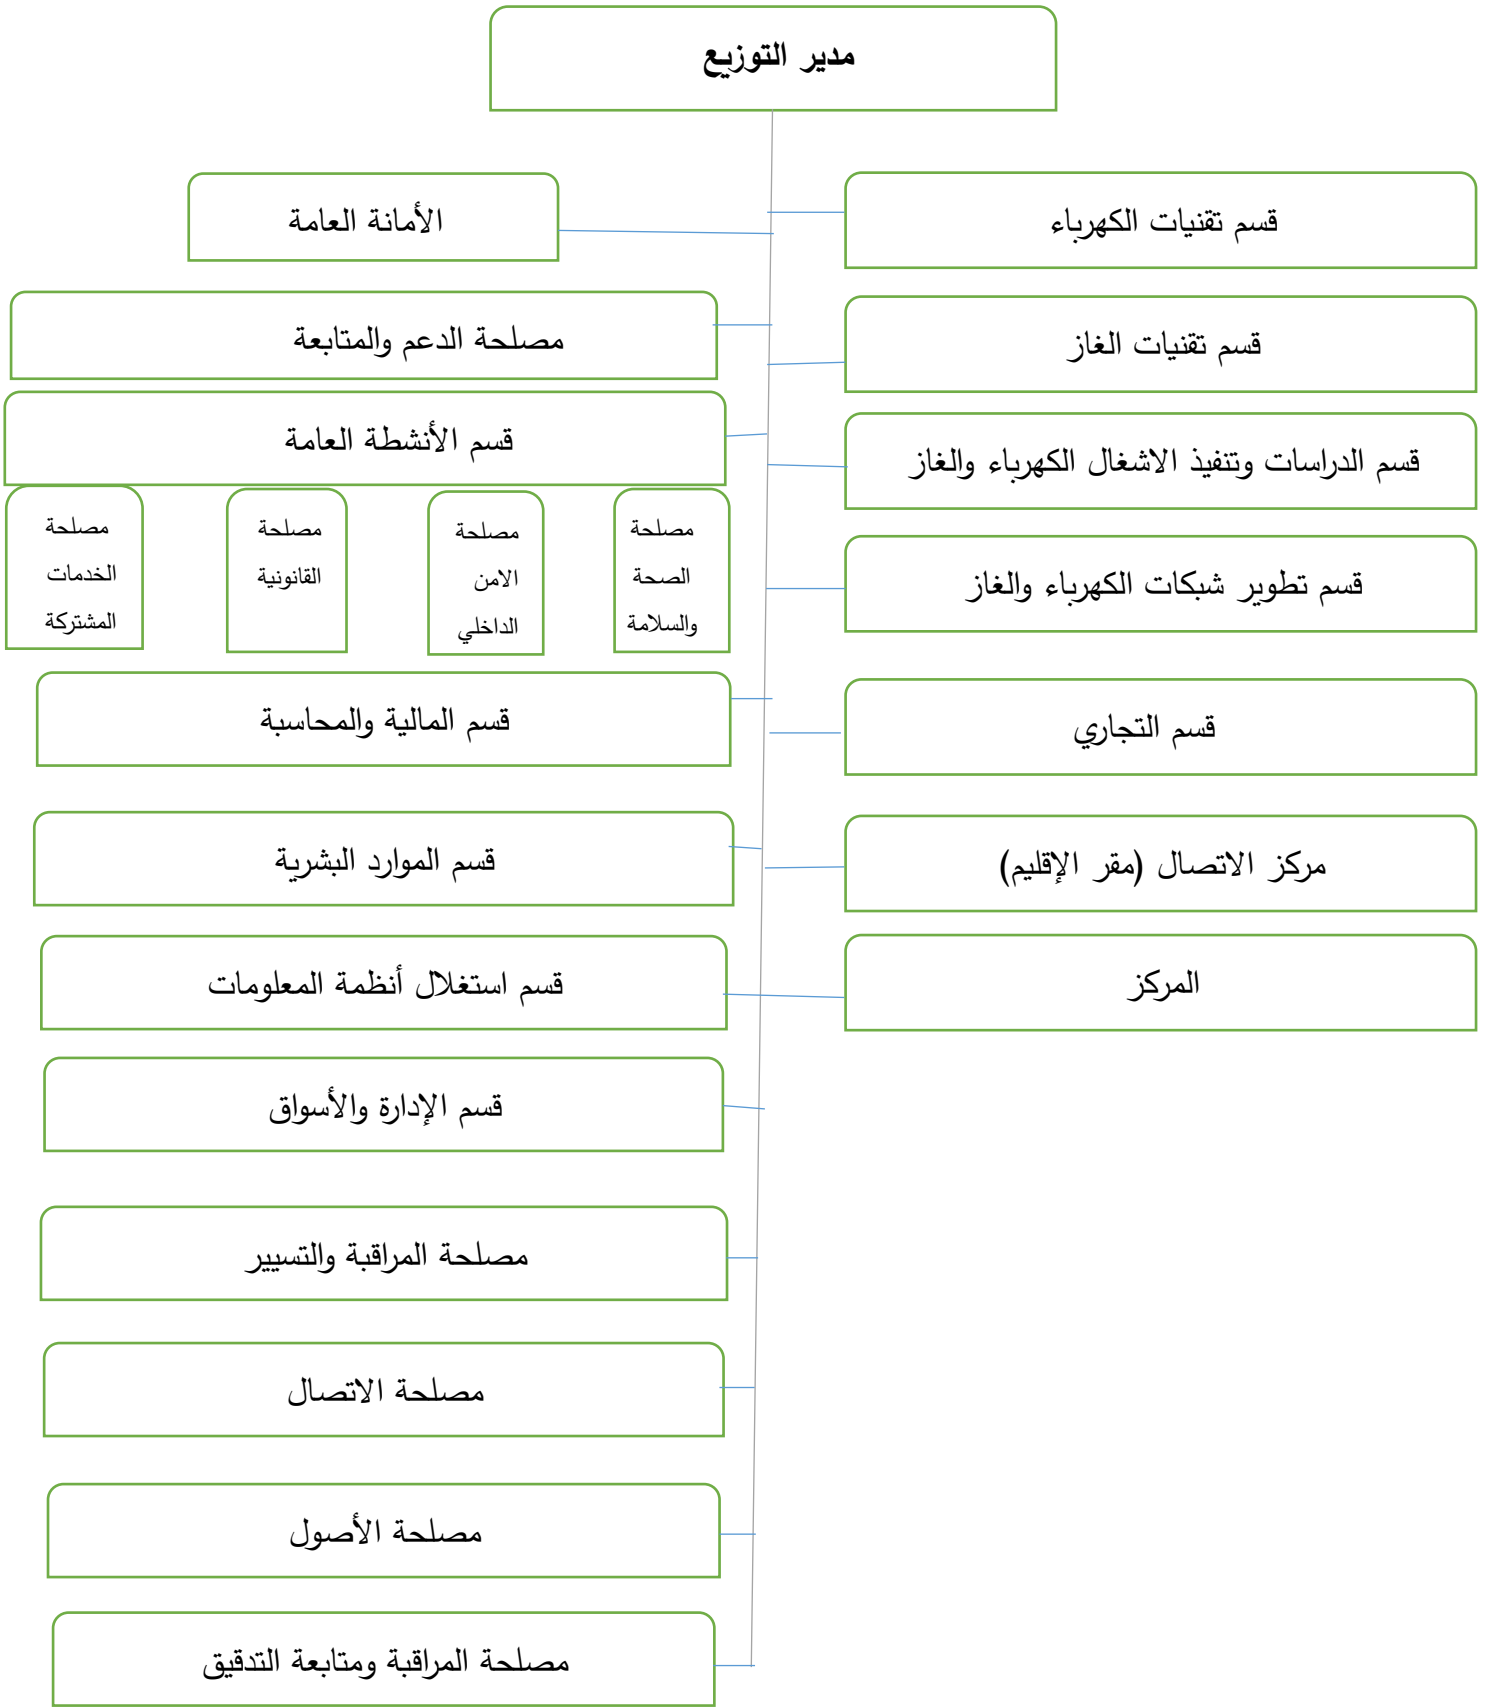 مدير التوزيع
قسم تقنيات الكهرباء
الأمانة العامة
قسم تقنيات الغاز
مصلحة الدعم والمتابعة
قسم الدراسات وتنفيذ الاشغال الكهرباء والغاز
قسم الأنشطة العامة
مصلحة
الصحة
والسلامة
مصلحة
الامن
الداخلي
مصلحة
القانونية
مصلحة
الخدمات
المشتركة
قسم تطوير شبكات الكهرباء والغاز
قسم التجاري
قسم المالية والمحاسبة
مركز الاتصال (مقر الإقليم)
قسم الموارد البشرية
المركز
قسم استغلال أنظمة المعلومات
قسم الإدارة والأسواق
مصلحة المراقبة والتسيير
مصلحة الاتصال
مصلحة الأصول
مصلحة المراقبة ومتابعة التدقيق